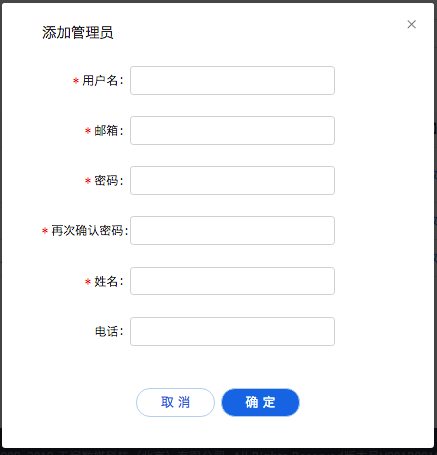 添加管理员
* 用户名：
* 邮箱：
* 密码：
* 再次确认密码：
* 姓名：
电话：
取消 确定